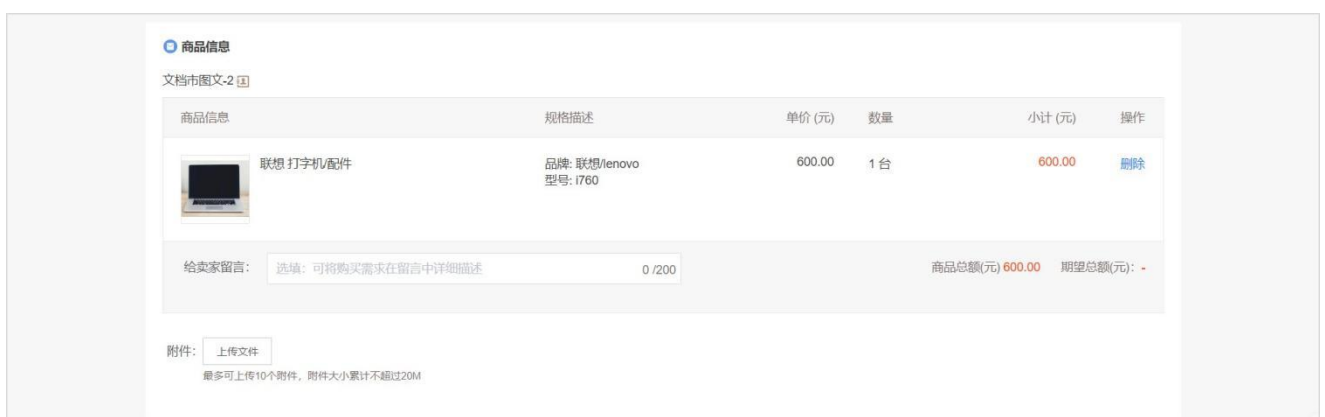 商品信息
文档市图文-2
商品信息 规格描述 单价 (元) 数量 小计 (元) 操作
联想 打字机/配件 品牌: 联想/lenovo 600.00 1 台 600.00 删除
型号: i760
给卖家留言： 选填：可将购买需求在留言中详细描述 0 /200 商品总额(元) 600.00 期望总额(元)： -
附件： 上传文件
最多可上传10个附件，附件大小累计不超过20M